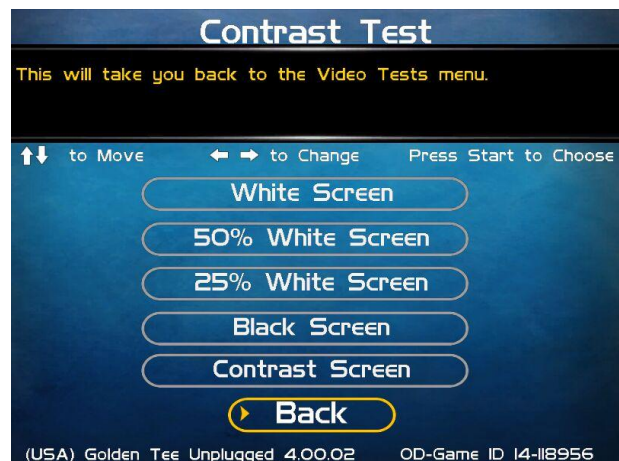 Contrast Test
This will take you back to the Video Tests menu.
to Move to Change Press Start to Choose
White Screen
50% White Screen
25% White Screen
Black Screen
Contrast Screen
Back
(USA) Golden Tee Unplugged 4.00.02 OD-Game ID 14-118956